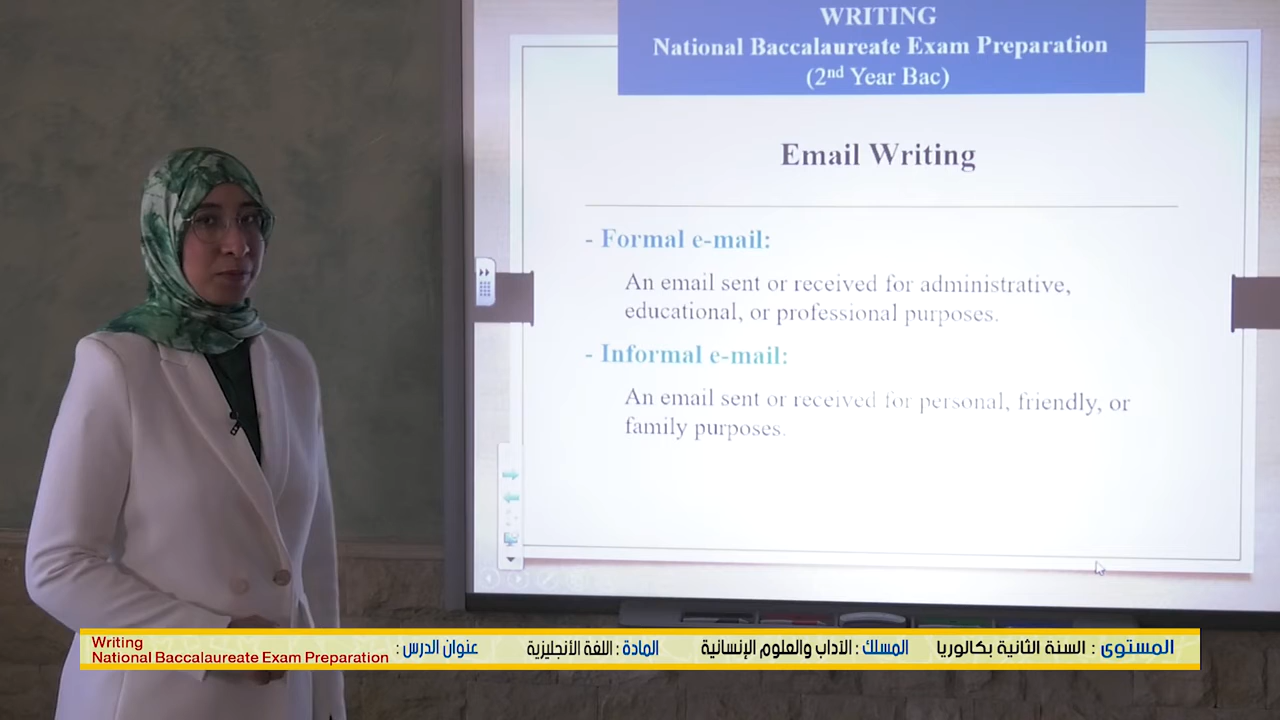 WRITING
National Baccalaureate Exam Preparation
(2nd Year Bac)
Email Writing
- Formal e-mail:
An email sent or received for administrative,
educational, or professional purposes.
- Informal e-mail:
An email sent or received for personal, friendly, or
family purposes.
المستوى : السنة الثانية بكالوريا
المسلك : الآداب والعلوم الإنسانية
المادة : اللغة الأنجليزية
عنوان الدرس :
Writing
National Baccalaureate Exam Preparation